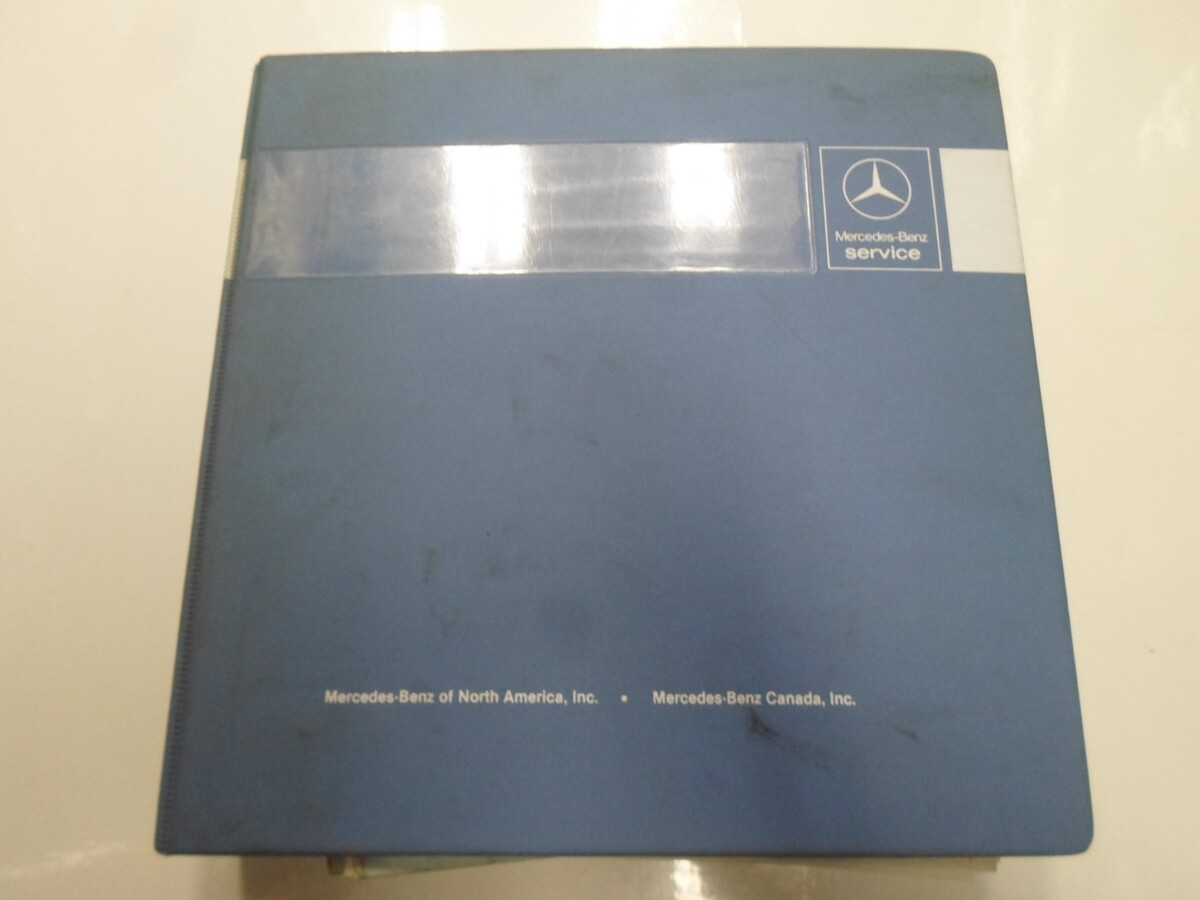 Mercedes-Benz
service
Mercedes-Benz of North America, Inc. • Mercedes-Benz Canada, Inc.